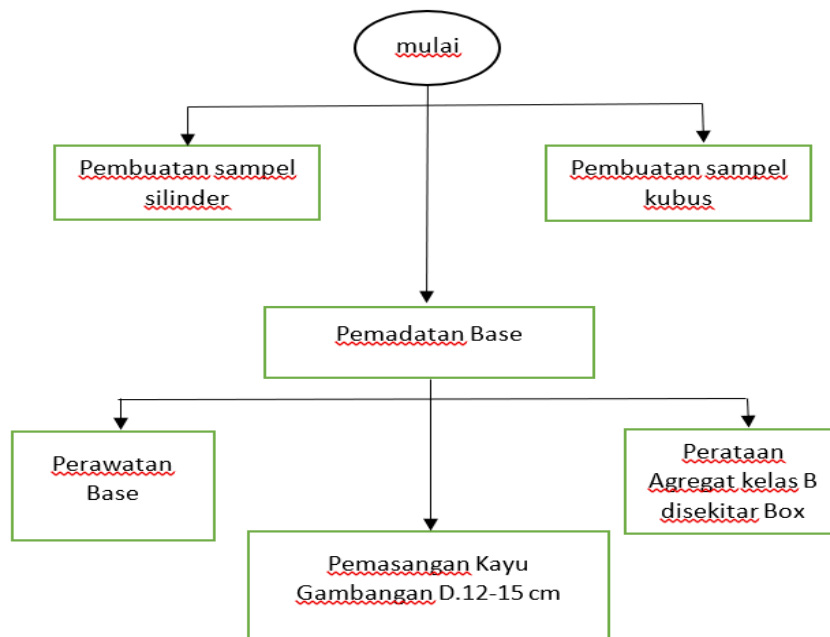 mulai
Pembuatan sampel
silinder
Pembuatan sampel
kubus
Pemadatan Base
Perawatan
Base
Perataan
Agregat kelas B
disekitar Box
Pemasangan Kayu
Gambangan D.12-15 cm